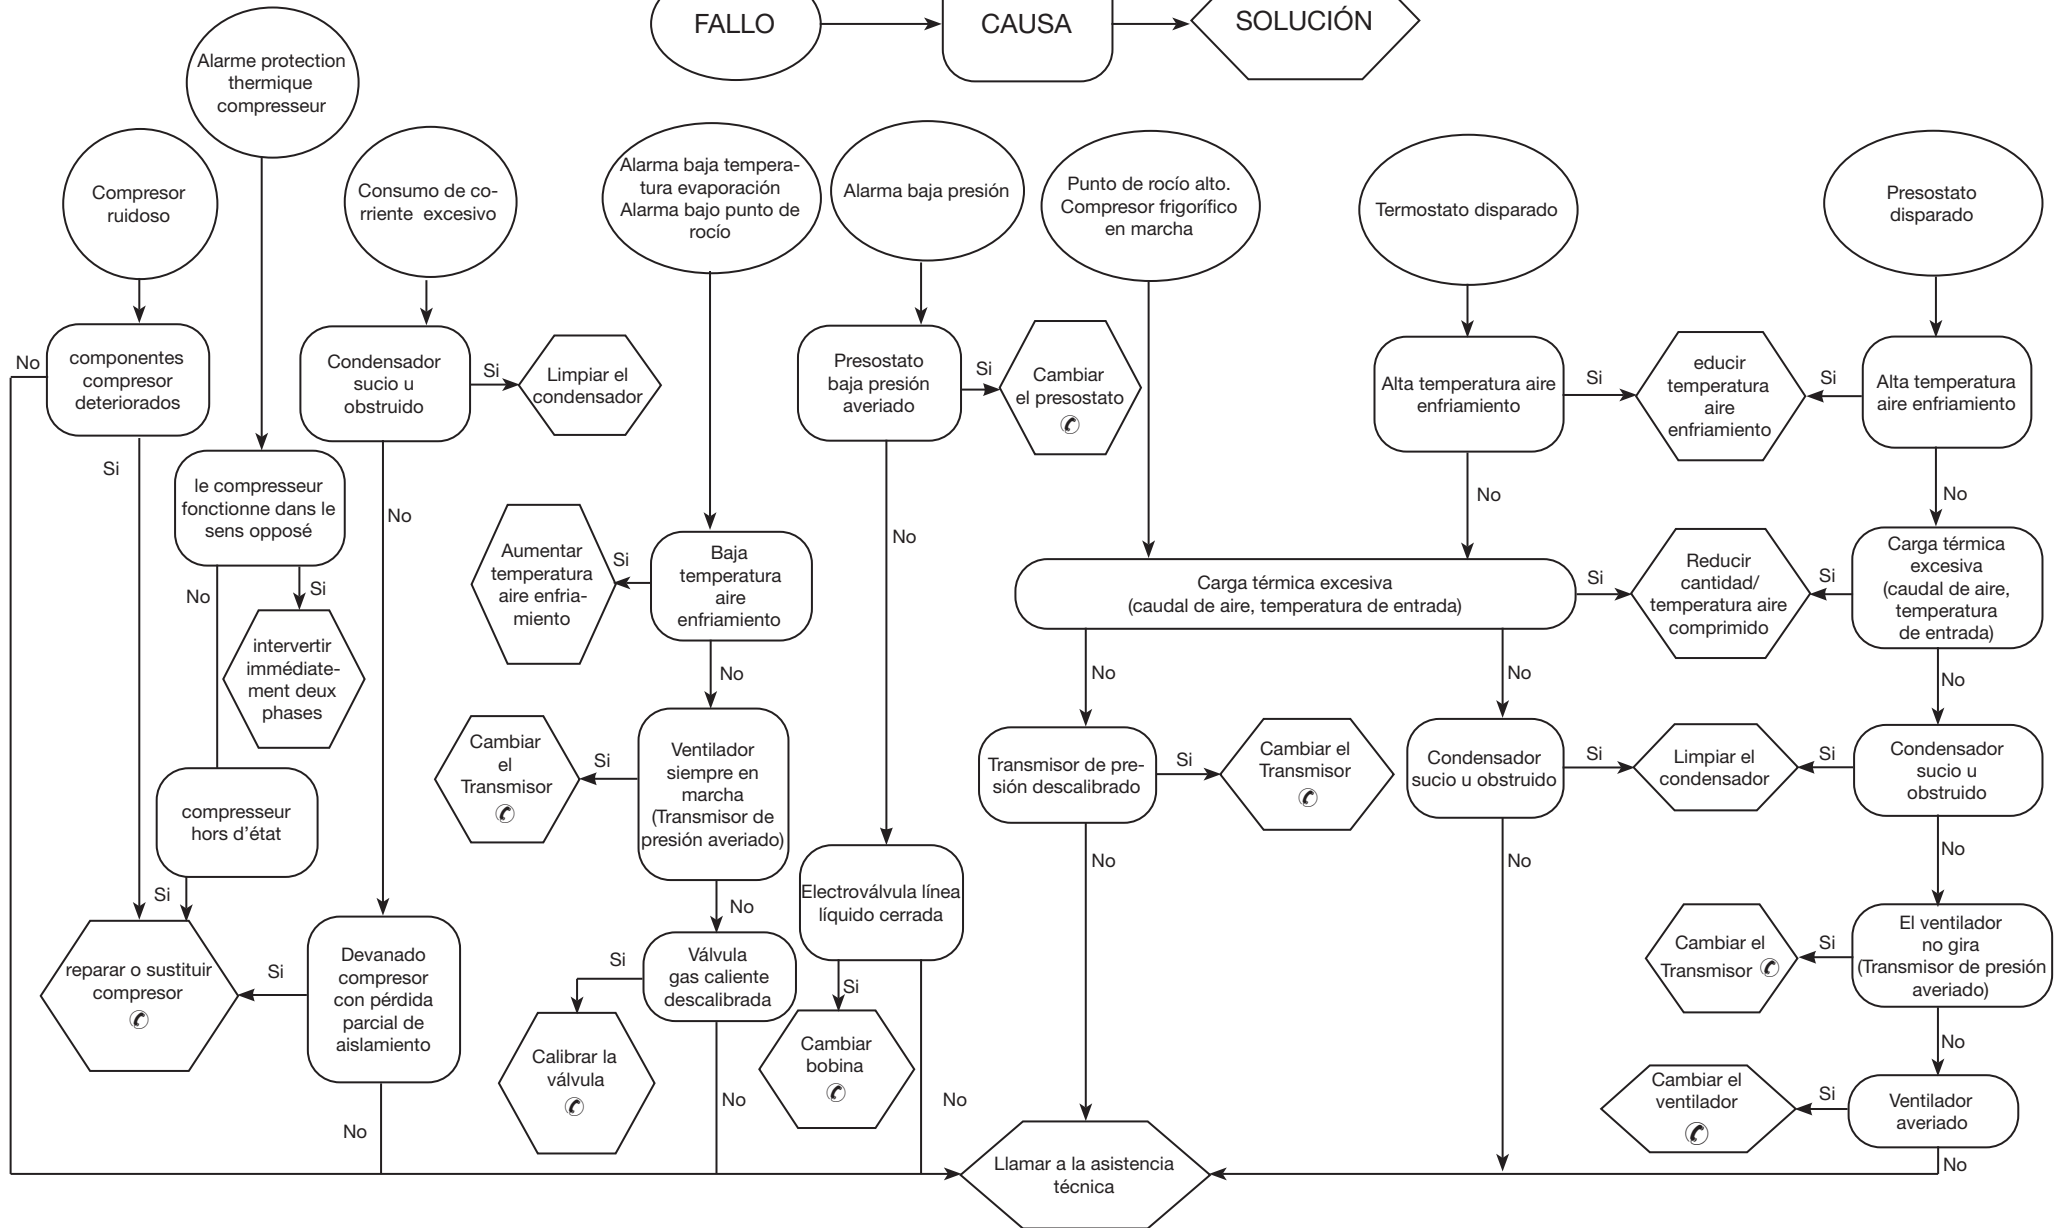 FALLO
CAUSA
SOLUCIÓN
Alarme protection
thermique
compresseur
Compresor
ruidoso
Consumo de co-
rriente excesivo
Alarma baja tempera-
tura evaporación
Alarma bajo punto de
rocío
Alarma baja presión
Punto de rocío alto.
Compresor frigorífico
en marcha
Termostato disparado
Presostato
disparado
No
componentes
compresor
deteriorados
Si
Condensador
sucio u
obstruido
Si
Limpiar el
condensador
No
Presostato
baja presión
averiado
Si
Cambiar
el presostato
No
Alta temperatura aire
enfriamiento
Si
educir
temperatura
aire
enfriamiento
Si
Alta temperatura
aire enfriamiento
No
No
le compresseur
fonctionne dans le
sens opposé
No
Si
intervertir
immédiate-
ment deux
phases
Aumentar
temperatura
aire enfria-
miento
Si
Baja
temperatura
aire
enfriamiento
No
Carga térmica excesiva
(caudal de aire, temperatura de entrada)
Si
Reducir
cantidad/
temperatura aire
comprimido
Si
Carga térmica
excesiva
(caudal de aire,
temperatura
de entrada)
No
No
No
Cambiar
el
Transmisor
Si
Ventilador
siempre en
marcha
(Transmisor de
presión averiado)
No
Transmisor de pre-
sión descalibrado
Si
Cambiar el
Transmisor
No
Condensador
sucio u obstruido
Si
Limpiar el
condensador
Si
Condensador
sucio u
obstruido
No
No
compresseur
hors d’état
Si
Electroválvula línea
líquido cerrada
Si
No
reparar o sustituir
compresor
Si
Devanado
compresor
con pérdida
parcial de
aislamiento
No
Si
Válvula
gas caliente
descalibrada
No
Calibrar la
válvula
Cambiar
bobina
Cambiar el
Transmisor
Si
El ventilador
no gira
(Transmisor de presión
averiado)
No
Cambiar el
ventilador
Si
Ventilador
averiado
No
Llamar a la asistencia
técnica